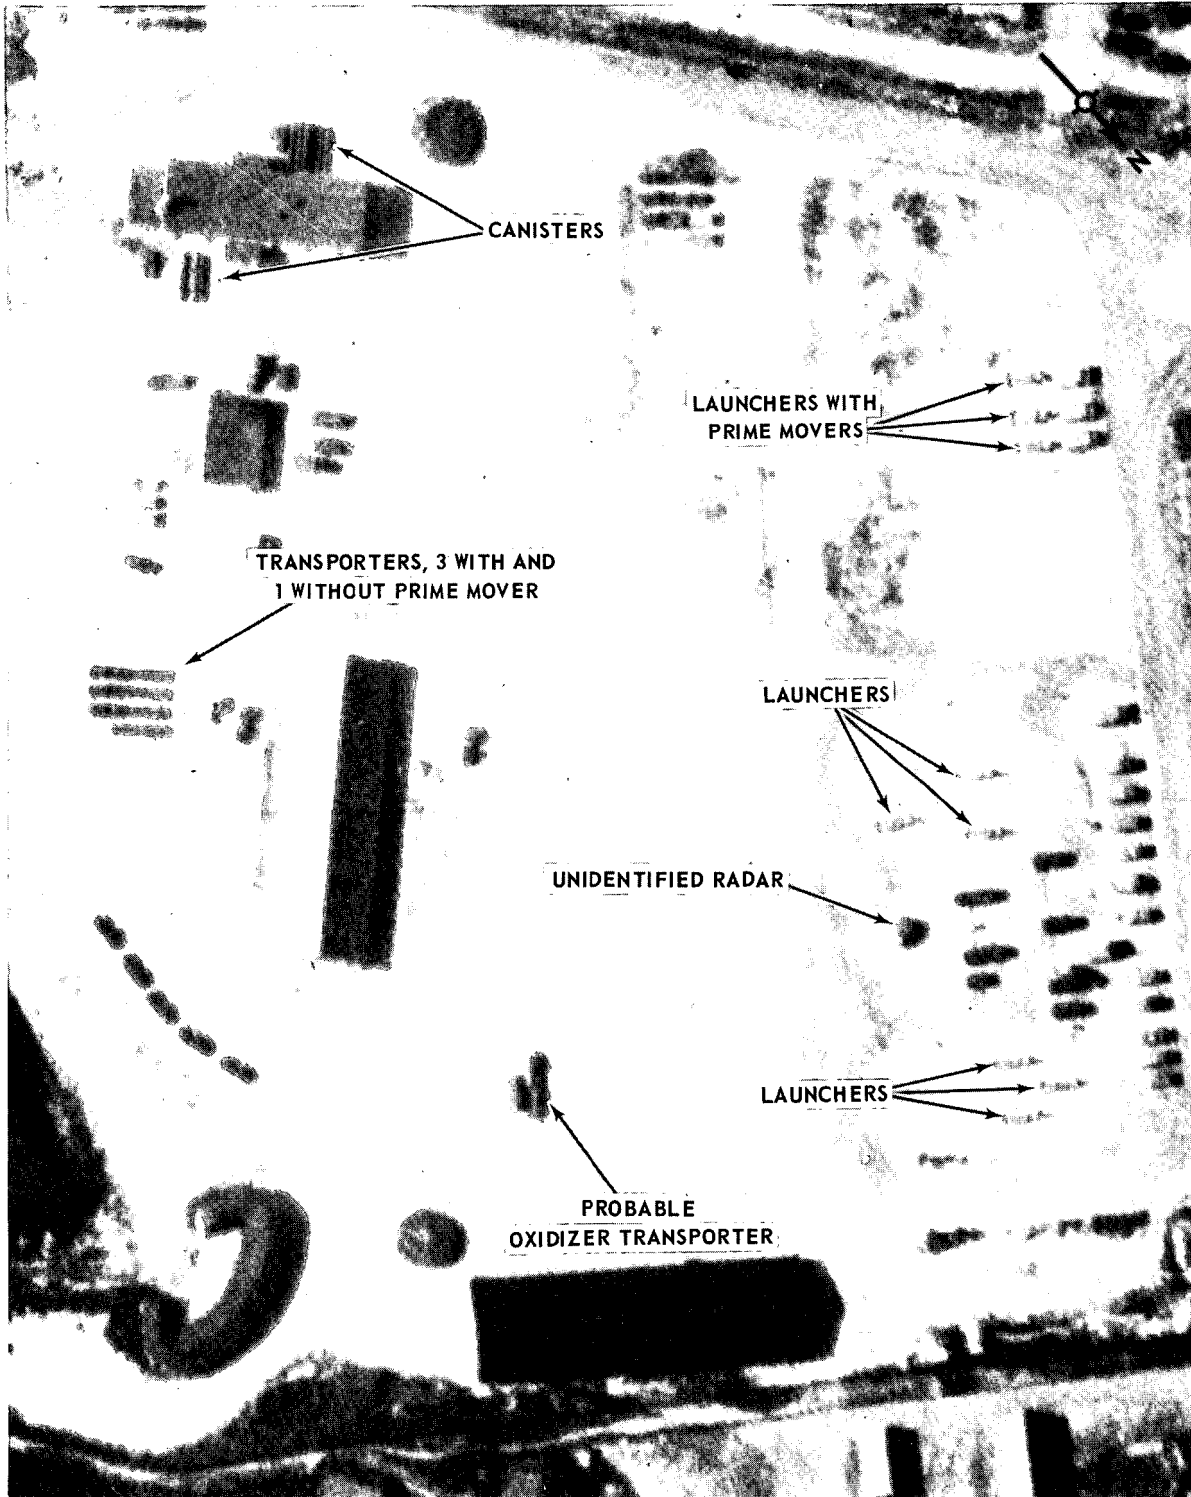 N
CANISTERS
LAUNCHERS WITH
PRIME MOVERS
TRANSPORTERS, 3 WITH AND
1 WITHOUT PRIME MOVER
LAUNCHERS
UNIDENTIFIED RADAR
LAUNCHERS
PROBABLE
OXIDIZER TRANSPORTER